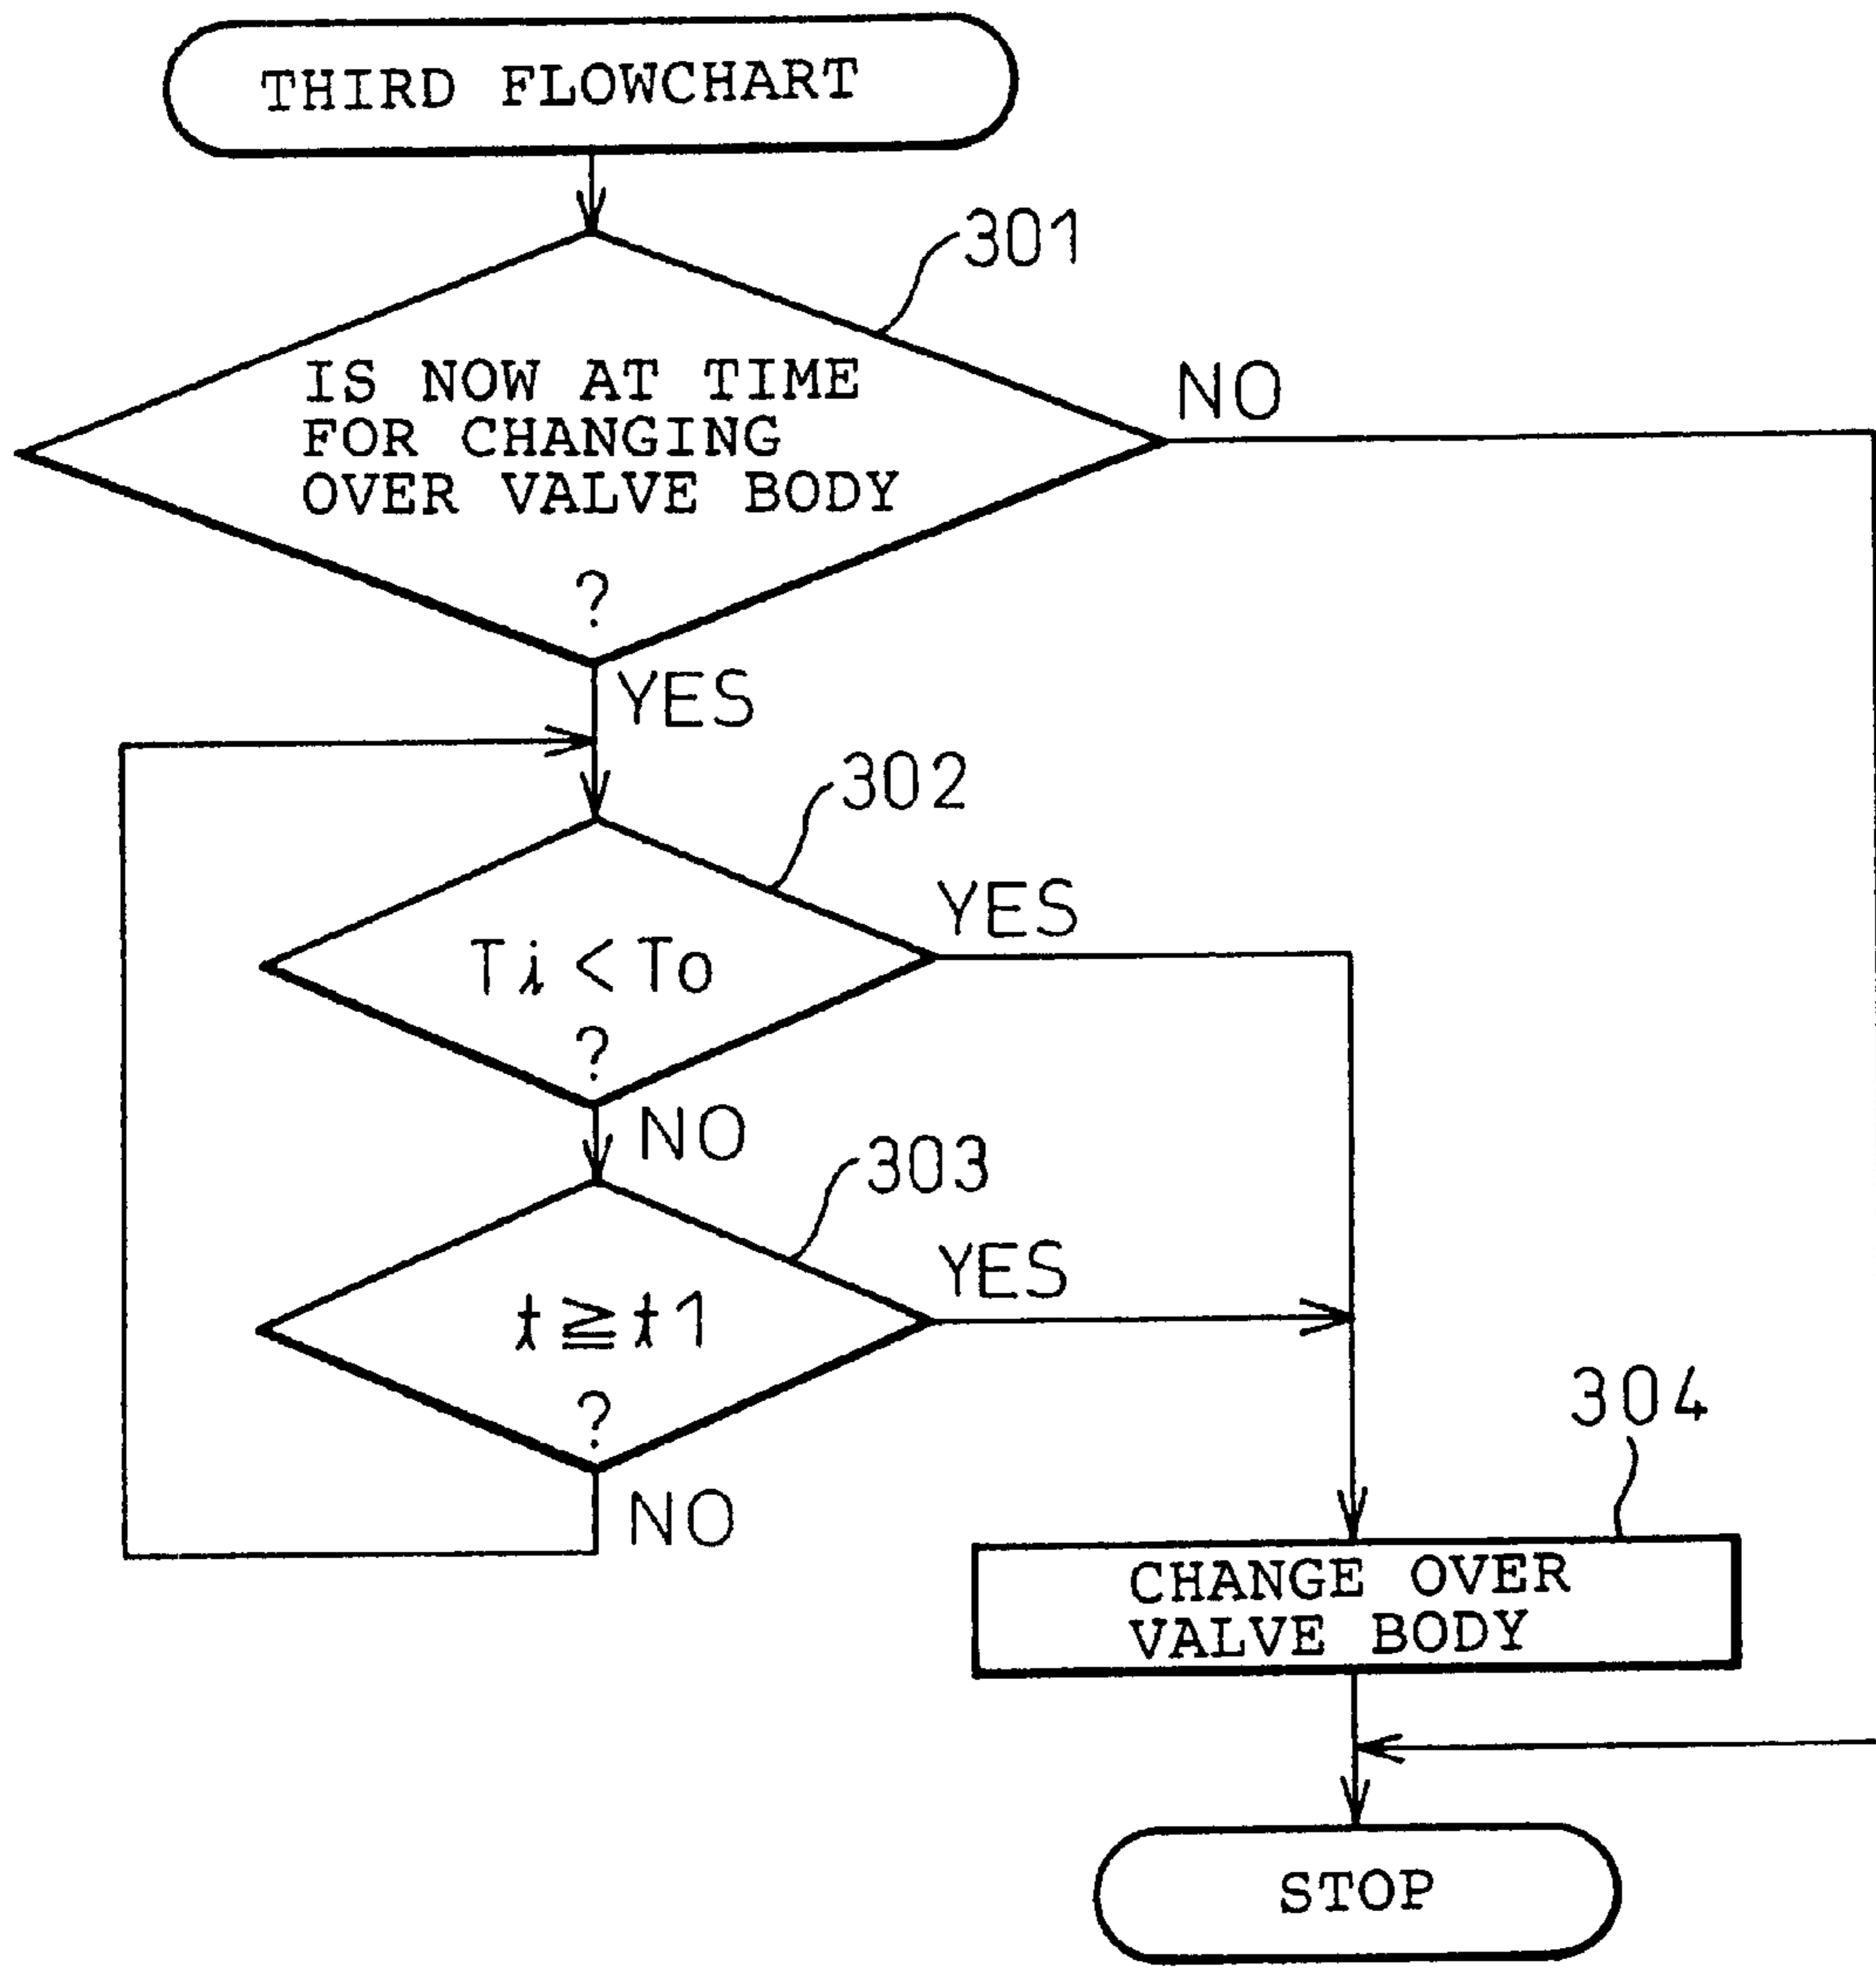 THIRD FLOWCHART
301
IS NOW AT TIME
FOR CHANGING
OVER VALVE BODY
?
NO
YES
302
Ti < To
?
YES
NO
303
t ≧ t1
?
YES
NO
304
CHANGE OVER
VALVE BODY
STOP